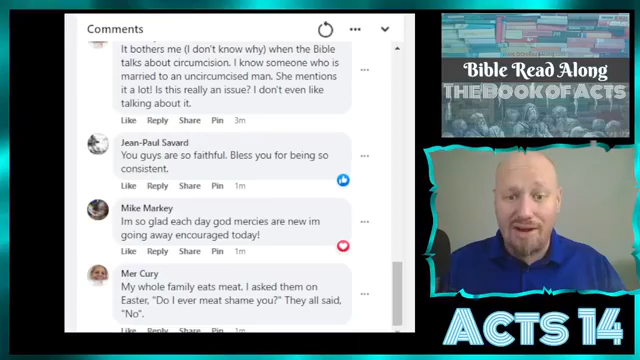 Comments
It bothers me (I don't know why) when the Bible
talks about circumcision. I know someone who is
married to an uncircumcised man. She mentions
it a lot! Is this really an issue? I don't even like
talking about it.
Like Reply Share Pin 3m
Jean-Paul Savard
You guys are so faithful. Bless you for being so
consistent.
Like Reply Share Pin 1m
Mike Markey
Im so glad each day god mercies are new im
going away encouraged today!
Like Reply Share Pin 1m
Mer Cury
My whole family eats meat. I asked them on
Easter, "Do I ever meat shame you?" They all said,
"No".
Like Reply Share Pin 1m
Bible Read Along
The Book of Acts
ACTS 14